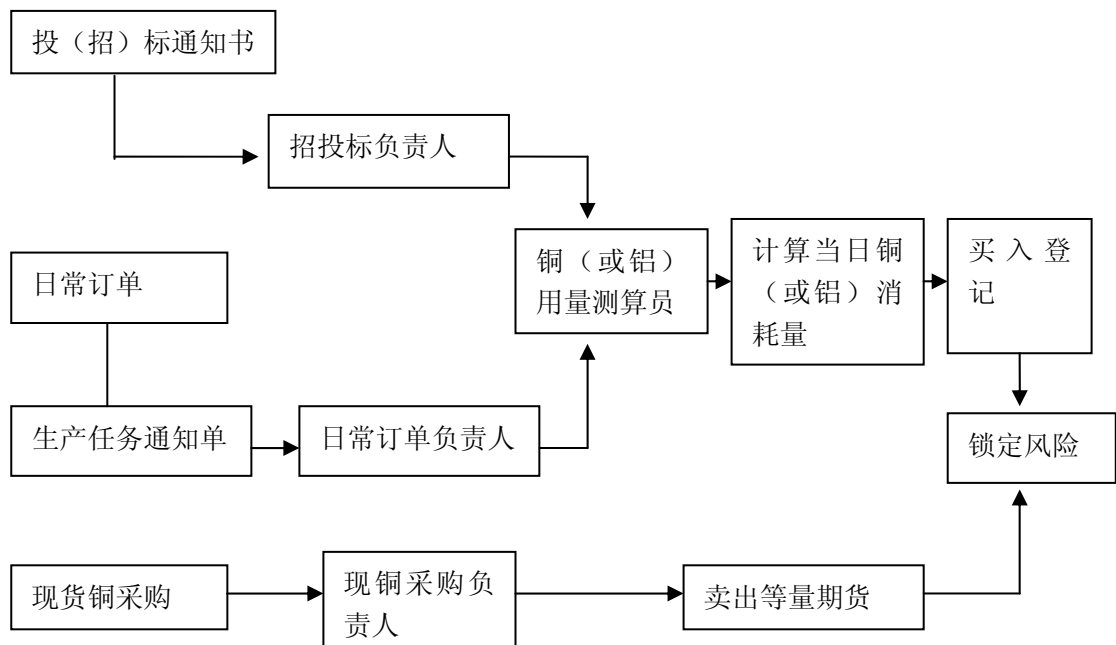 投（招）标通知书
招投标负责人
铜（或铝）
用量测算员
计算当日铜
（或铝）消
耗量
买入登
记
日常订单
生产任务通知单
日常订单负责人
锁定风险
现货铜采购
现铜采购负
责人
卖出等量期货